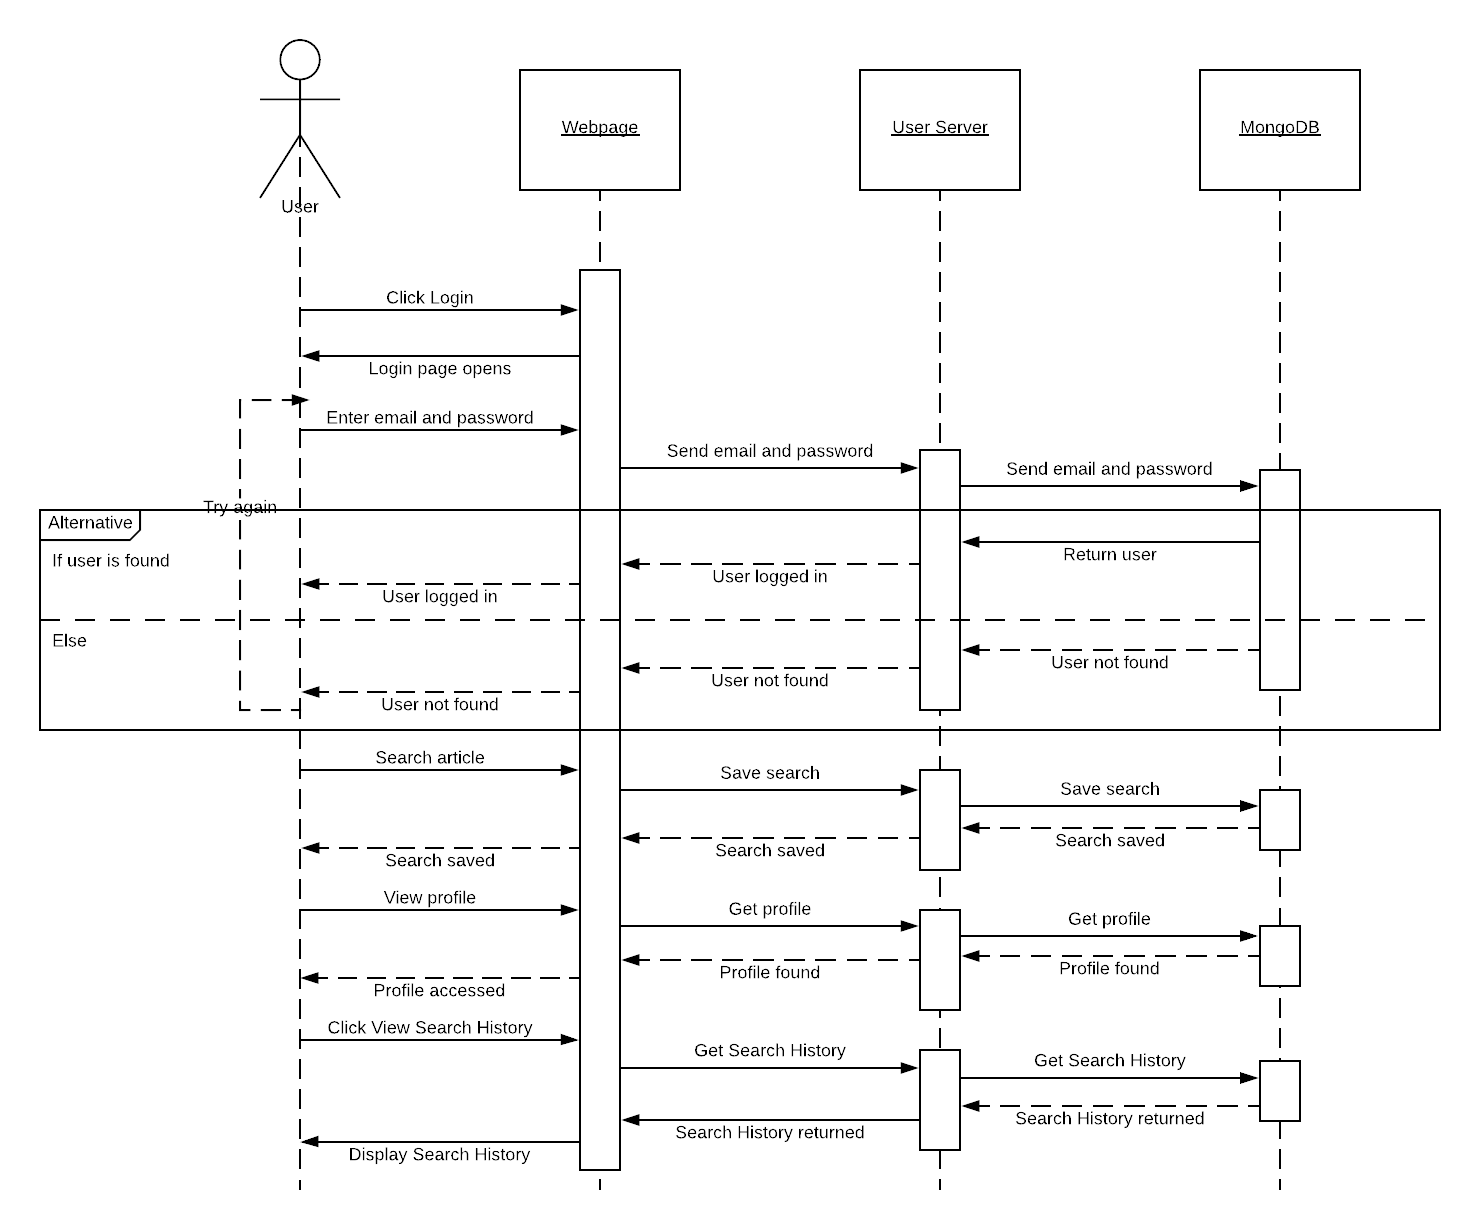 User
Webpage
User Server
MongoDB
Click Login
Login page opens
Enter email and password
Send email and password
Send email and password
Try again
Alternative
If user is found
Return user
User logged in
User logged in
Else
User not found
User not found
User not found
Search article
Save search
Save search
Search saved
Search saved
Search saved
View profile
Get profile
Get profile
Profile found
Profile found
Profile accessed
Click View Search History
Get Search History
Get Search History
Search History returned
Search History returned
Display Search History